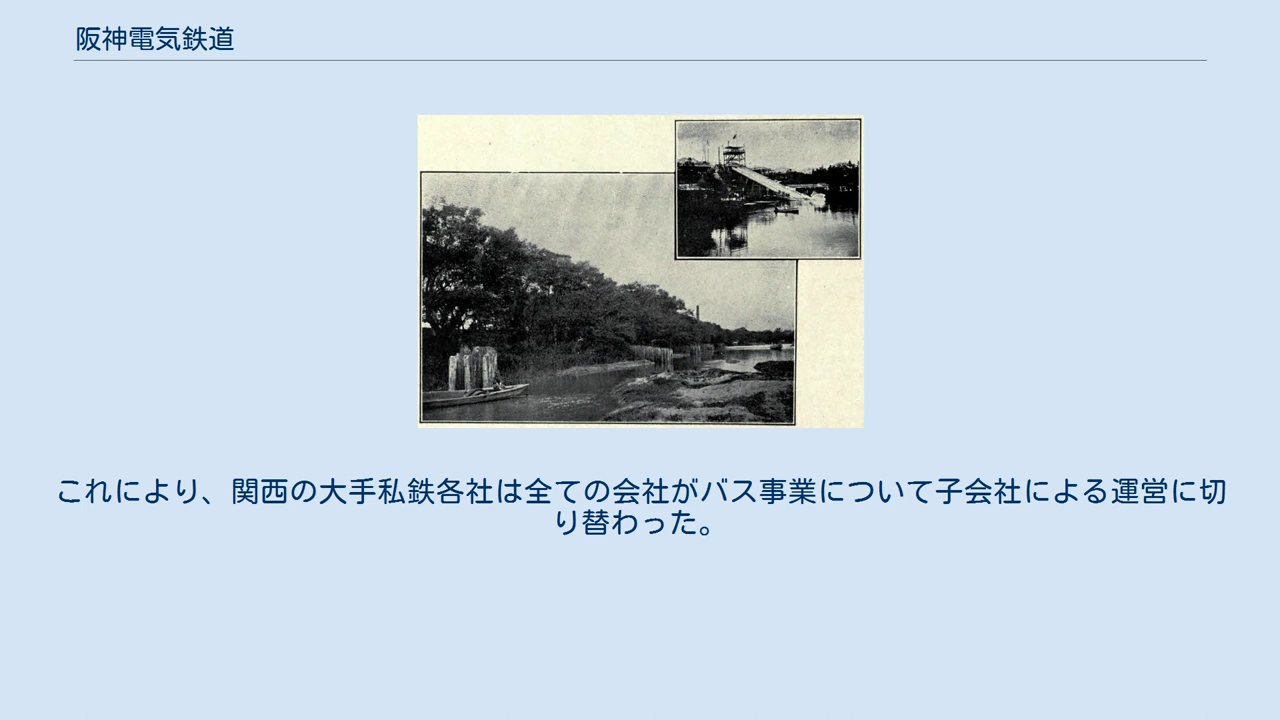 阪神電気鉄道
これにより、関西の大手私鉄各社は全ての会社がバス事業について子会社による運営に切
り替わった。